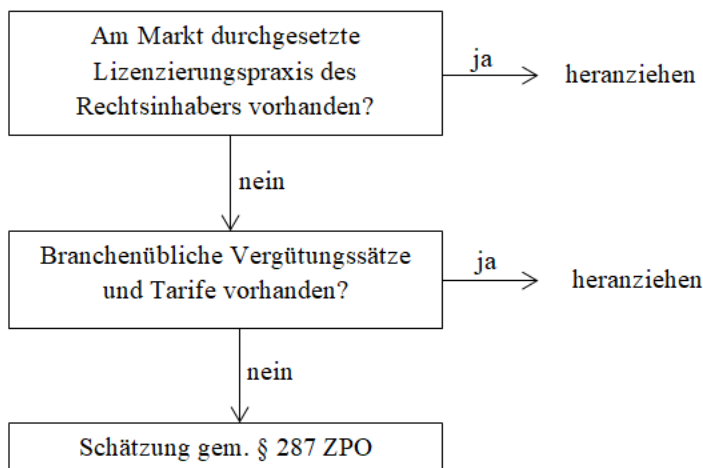 Am Markt durchgesetzte
Lizenzierungspraxis des
Rechtsinhabers vorhanden?
ja
heranziehen
nein
Branchenübliche Vergütungssätze
und Tarife vorhanden?
ja
heranziehen
nein
Schätzung gem. § 287 ZPO